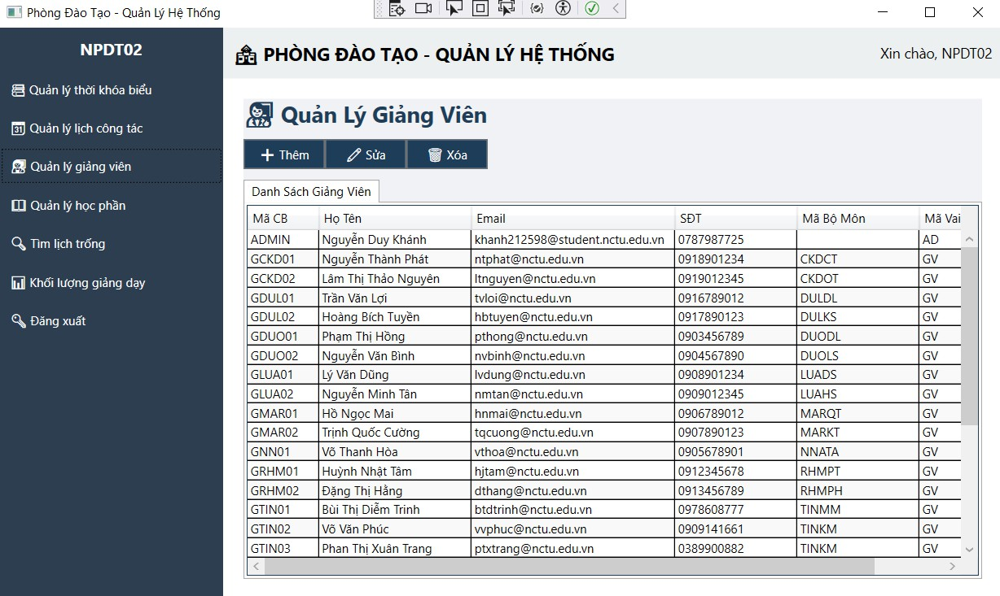 Phòng Đào Tạo - Quản Lý Hệ Thống
NPDT02
PHÒNG ĐÀO TẠO - QUẢN LÝ HỆ THỐNG
Xin chào, NPDT02
Quản lý thời khóa biểu
31 Quản lý lịch công tác
Quản lý giảng viên
Quản lý học phần
Tìm lịch trống
Khối lượng giảng dạy
Đăng xuất
Quản Lý Giảng Viên
Thêm Sửa Xóa
Danh Sách Giảng Viên
Mã CB Họ Tên Email SĐT Mã Bộ Môn Mã Vai
ADMIN Nguyễn Duy Khánh khanh212598@student.nctu.edu.vn 0787987725 AD
GCKD01 Nguyễn Thành Phát ntphat@nctu.edu.vn 0918901234 CKDCT GV
GCKD02 Lâm Thị Thảo Nguyên ltnguyen@nctu.edu.vn 0919012345 CKDOT GV
GDUL01 Trần Văn Lợi tvloi@nctu.edu.vn 0916789012 DULDL GV
GDUL02 Hoàng Bích Tuyền hbtuyen@nctu.edu.vn 0917890123 DULKS GV
GDUO01 Phạm Thị Hồng pthong@nctu.edu.vn 0903456789 DUODL GV
GDUO02 Nguyễn Văn Bình nvbinh@nctu.edu.vn 0904567890 DUOLS GV
GLUA01 Lý Văn Dũng lvdung@nctu.edu.vn 0908901234 LUADS GV
GLUA02 Nguyễn Minh Tân nmtan@nctu.edu.vn 0909012345 LUAHS GV
GMAR01 Hồ Ngọc Mai hnmai@nctu.edu.vn 0906789012 MARQT GV
GMAR02 Trịnh Quốc Cường tqcuong@nctu.edu.vn 0907890123 MARKT GV
GNN01 Võ Thanh Hòa vthoa@nctu.edu.vn 0905678901 NNATA GV
GRHM01 Huỳnh Nhật Tâm hjtam@nctu.edu.vn 0912345678 RHMPT GV
GRHM02 Đặng Thị Hằng dthang@nctu.edu.vn 0913456789 RHMPH GV
GTIN01 Bùi Thị Diễm Trinh btdtrinh@nctu.edu.vn 0978608777 TINMM GV
GTIN02 Võ Văn Phúc vvphuc@nctu.edu.vn 0909141661 TINKM GV
GTIN03 Phan Thị Xuân Trang ptxtrang@nctu.edu.vn 0389900882 TINKM GV